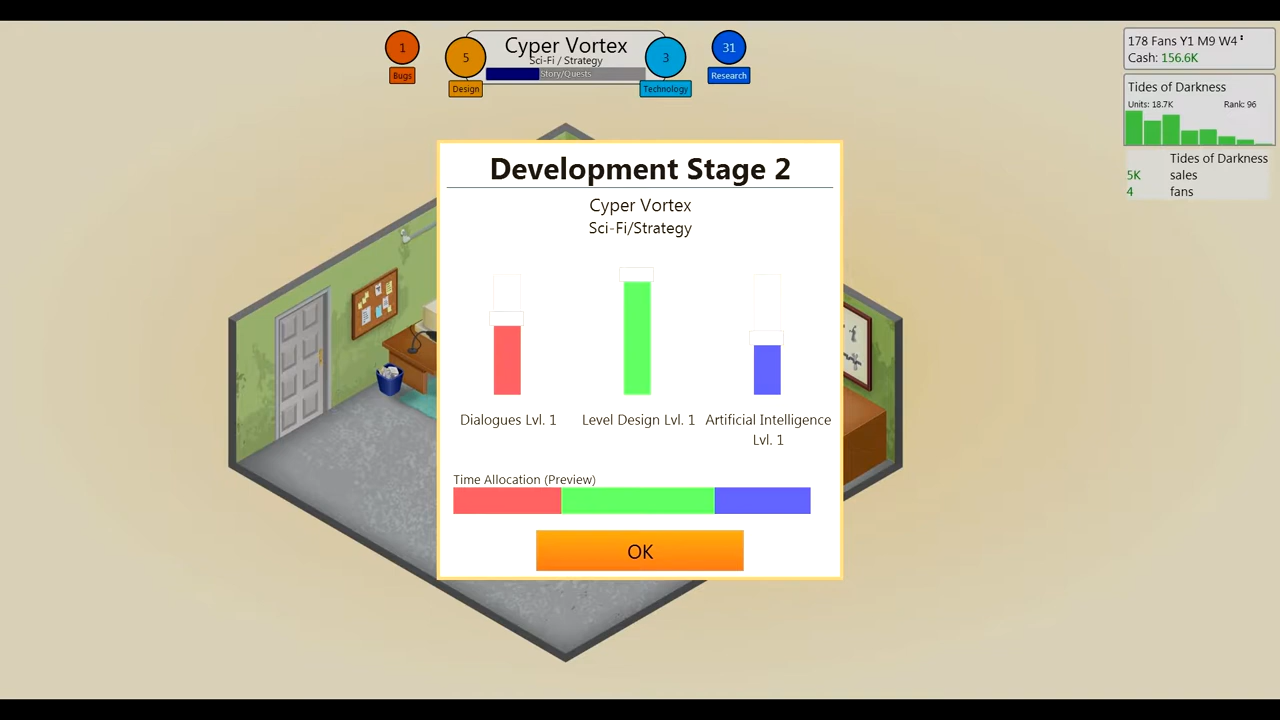 1
Bugs
5
Design
Cyper Vortex
Sci-Fi / Strategy
Story/Quests
3
Technology
31
Research
178 Fans Y1 M9 W4
Cash: 156.6K
Tides of Darkness
Units: 18.7K Rank: 96
Tides of Darkness
5K sales
4 fans
Development Stage 2
Cyper Vortex
Sci-Fi/Strategy
Dialogues Lvl. 1
Level Design Lvl. 1
Artificial Intelligence
Lvl. 1
Time Allocation (Preview)
OK